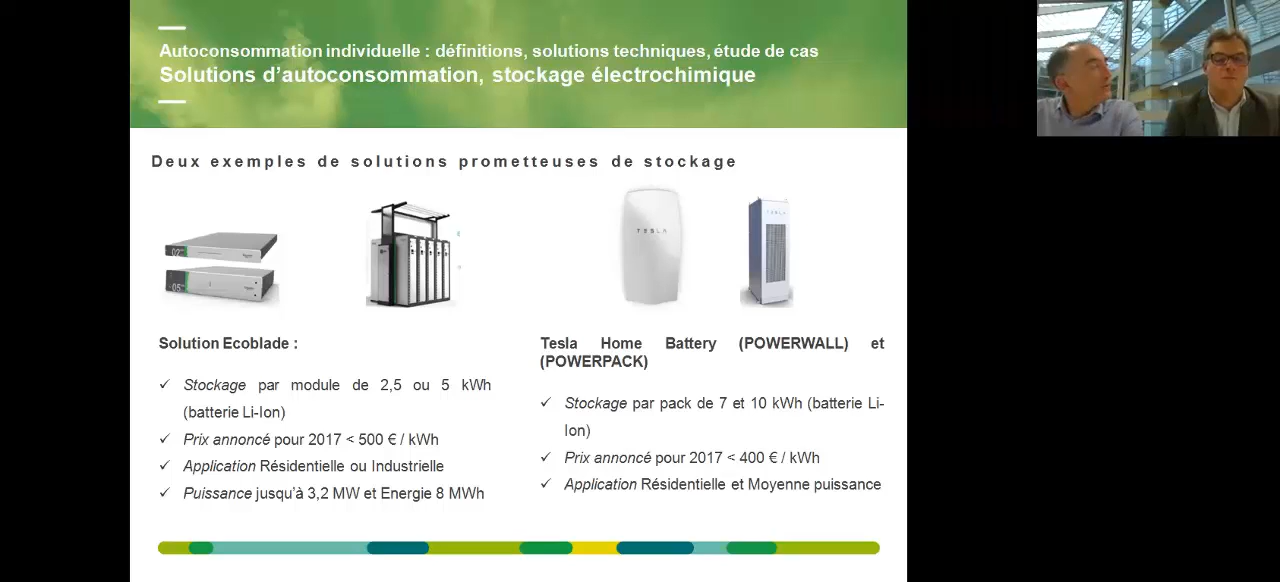 Autoconsommation individuelle : définitions, solutions techniques, étude de cas
Solutions d'autoconsommation, stockage électrochimique
Deux exemples de solutions prometteuses de stockage
TESLA
TESLA
02
05
Solution Ecoblade :
✓ Stockage par module de 2,5 ou 5 kWh
(batterie Li-Ion)
✓ Prix annoncé pour 2017 < 500 € / kWh
✓ Application Résidentielle ou Industrielle
✓ Puissance jusqu'à 3,2 MW et Energie 8 MWh
Tesla Home Battery (POWERWALL) et
(POWERPACK)
✓ Stockage par pack de 7 et 10 kWh (batterie Li-
Ion)
✓ Prix annoncé pour 2017 < 400 € / kWh
✓ Application Résidentielle et Moyenne puissance